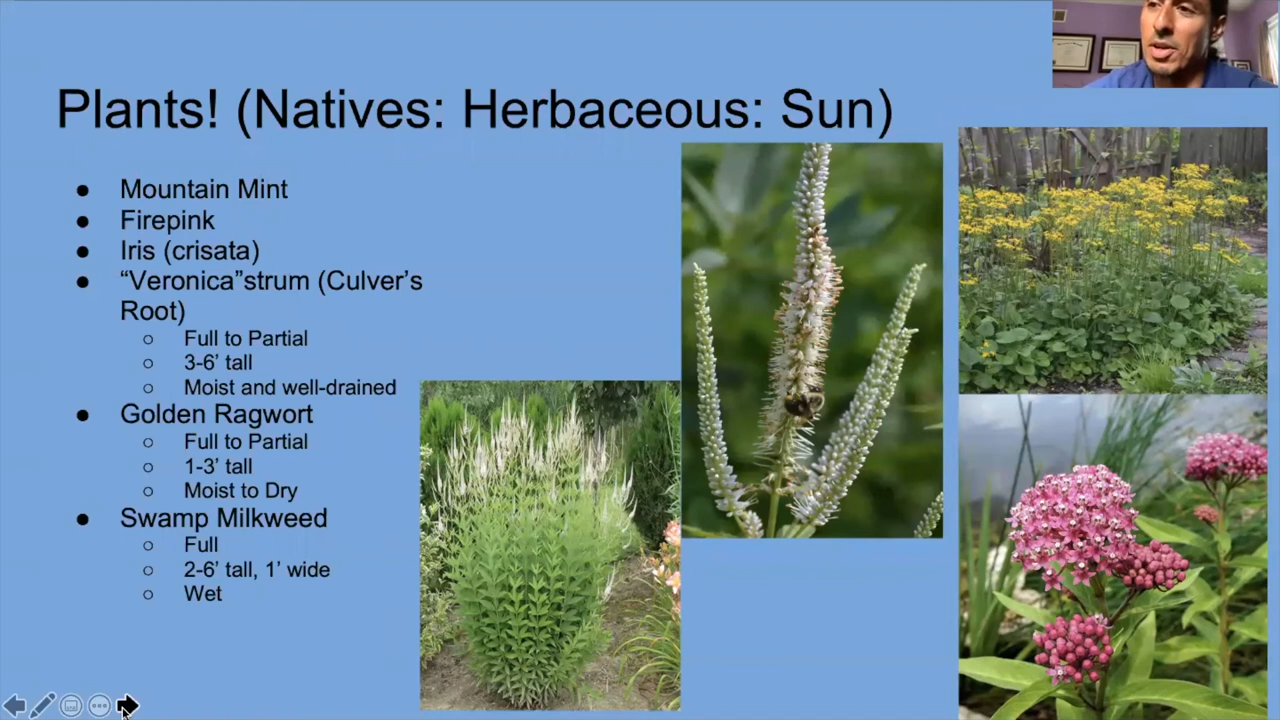 Plants! (Natives: Herbaceous: Sun)
● Mountain Mint
● Firepink
● Iris (crisata)
● “Veronica”strum (Culver’s
Root)
○ Full to Partial
○ 3-6’ tall
○ Moist and well-drained
● Golden Ragwort
○ Full to Partial
○ 1-3’ tall
○ Moist to Dry
● Swamp Milkweed
○ Full
○ 2-6’ tall, 1’ wide
○ Wet